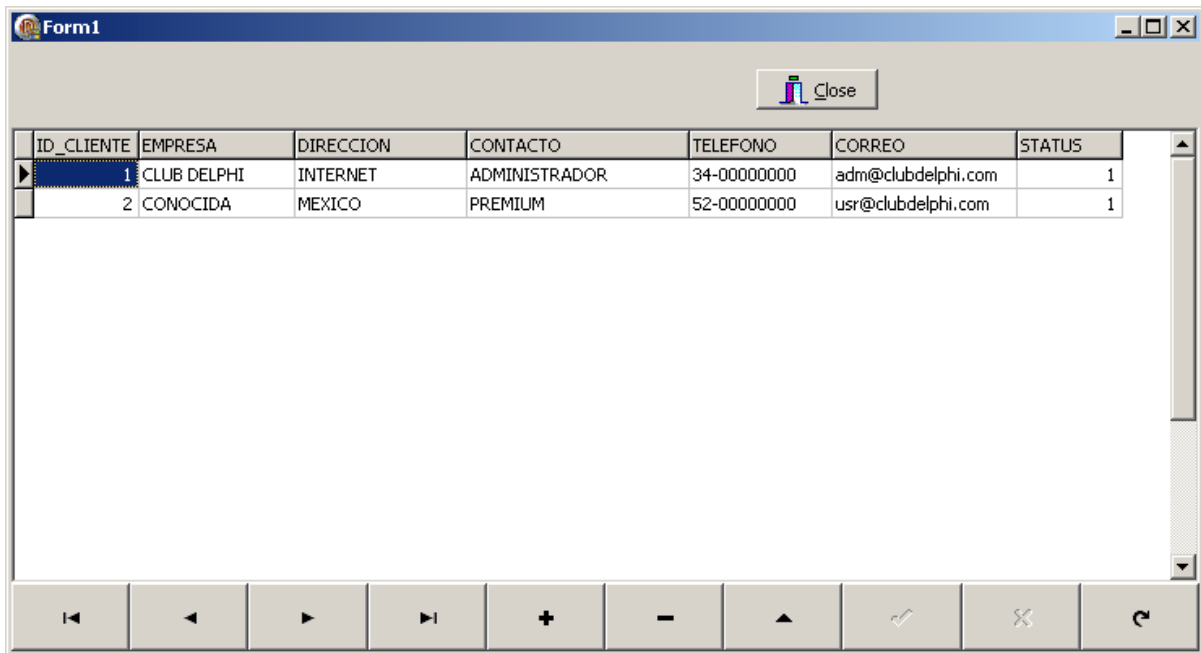 Form1
Close
ID_CLIENTE EMPRESA DIRECCION CONTACTO TELEFONO CORREO STATUS
1 CLUB DELPHI INTERNET ADMINISTRADOR 34-00000000 adm@clubdelphi.com 1
2 CONOCIDA MEXICO PREMIUM 52-00000000 usr@clubdelphi.com 1